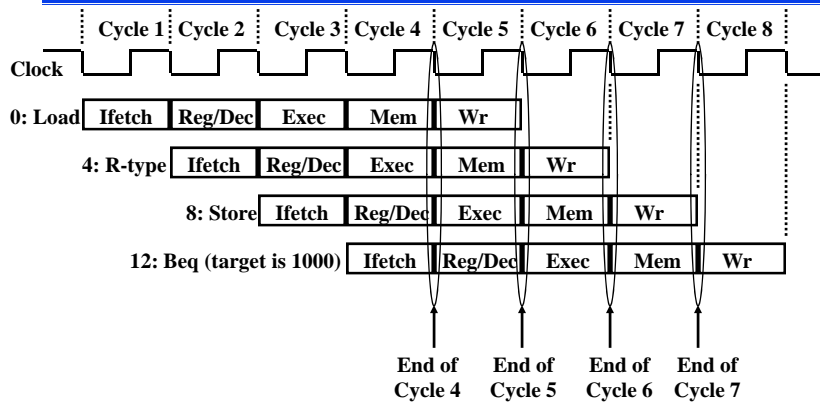 Cycle 1 Cycle 2 Cycle 3 Cycle 4 Cycle 5 Cycle 6 Cycle 7 Cycle 8
Clock
0: Load Ifetch Reg/Dec Exec Mem Wr
4: R-type Ifetch Reg/Dec Exec Mem Wr
8: Store Ifetch Reg/Dec Exec Mem Wr
12: Beq (target is 1000) Ifetch Reg/Dec Exec Mem Wr
End of End of End of End of
Cycle 4 Cycle 5 Cycle 6 Cycle 7